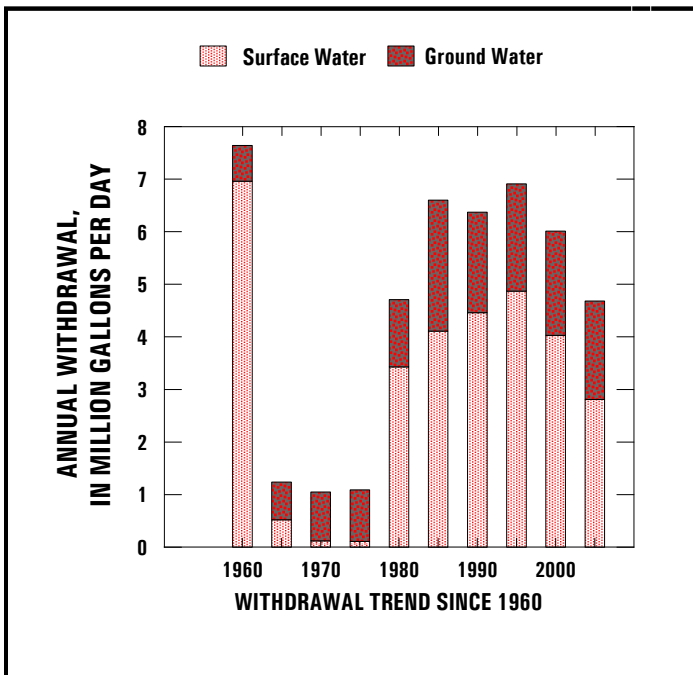 Surface Water Ground Water
8
7
6
5
4
3
2
1
0
ANNUAL WITHDRAWAL,
IN MILLION GALLONS PER DAY
1960 1970 1980 1990 2000
WITHDRAWAL TREND SINCE 1960